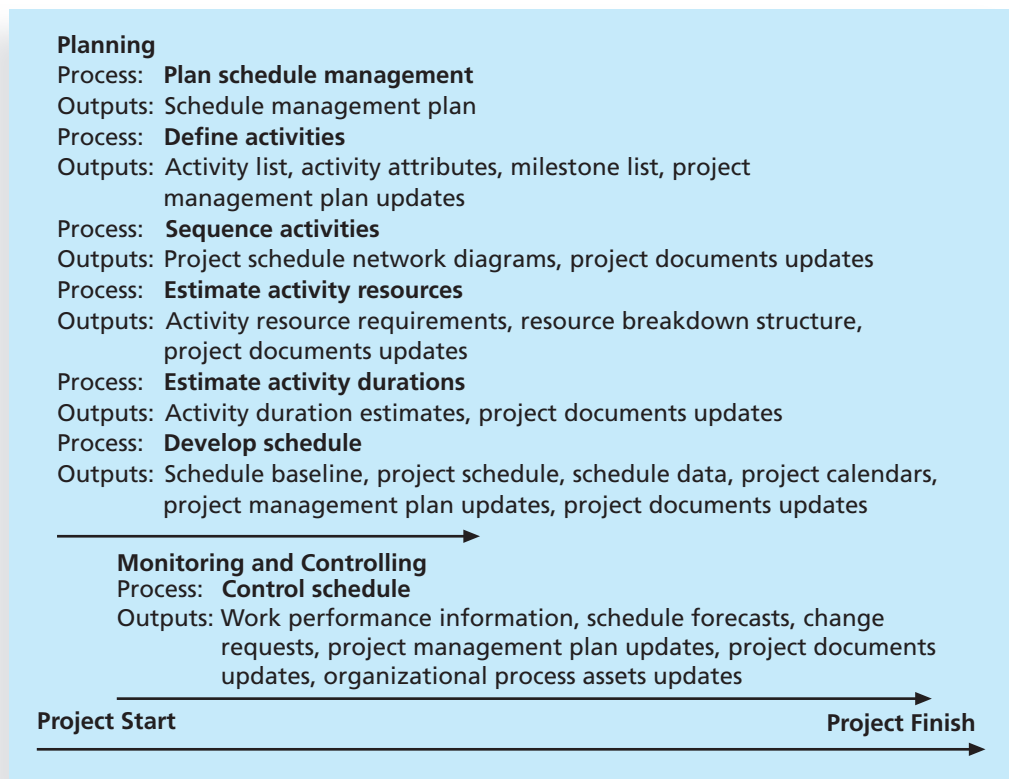 Planning
Process: Plan schedule management
Outputs: Schedule management plan
Process: Define activities
Outputs: Activity list, activity attributes, milestone list, project
management plan updates
Process: Sequence activities
Outputs: Project schedule network diagrams, project documents updates
Process: Estimate activity resources
Outputs: Activity resource requirements, resource breakdown structure,
project documents updates
Process: Estimate activity durations
Outputs: Activity duration estimates, project documents updates
Process: Develop schedule
Outputs: Schedule baseline, project schedule, schedule data, project calendars,
project management plan updates, project documents updates
Monitoring and Controlling
Process: Control schedule
Outputs: Work performance information, schedule forecasts, change
requests, project management plan updates, project documents
updates, organizational process assets updates
Project Start Project Finish